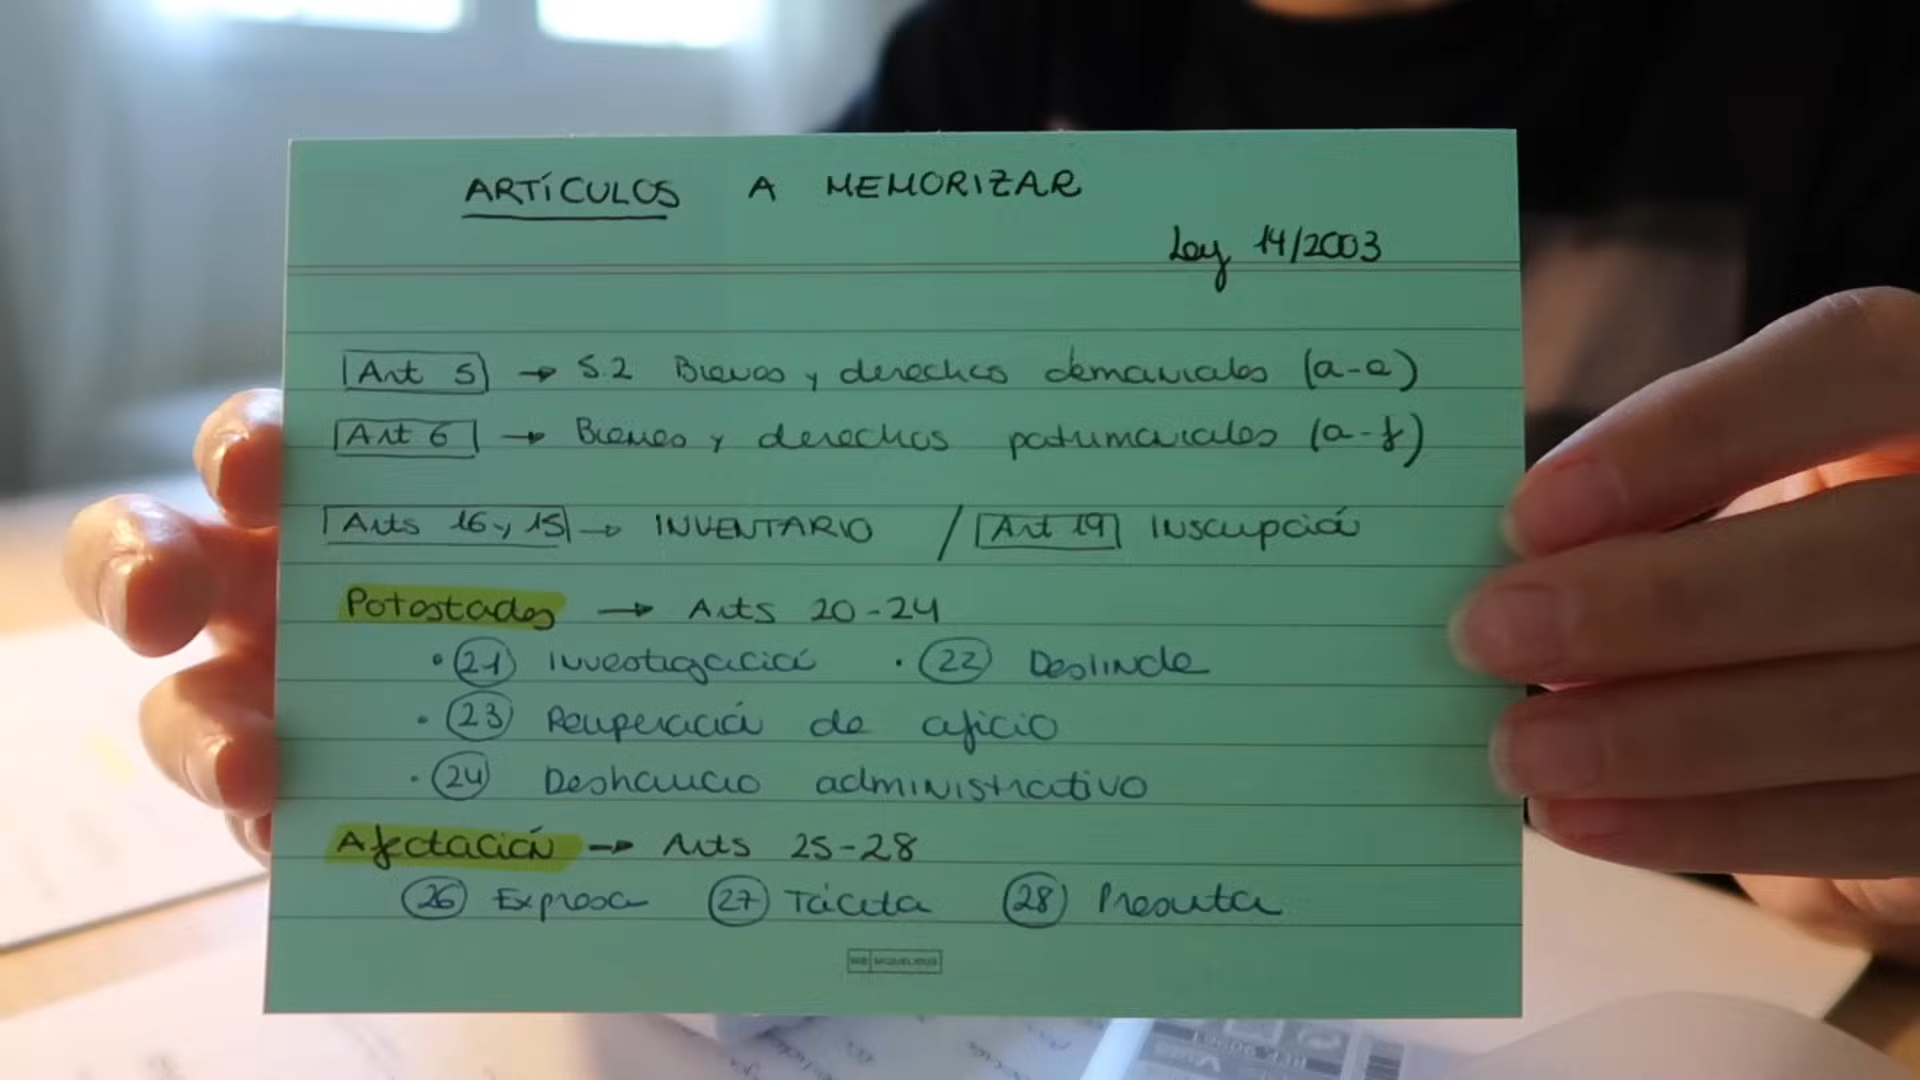 ARTÍCULOS A MEMORIZAR
Ley 14/2003
Art 5 → 5.2 Bienes y derechos demaniales (a-e)
Art 6 → Bienes y derechos patrimoniales (a-f)
Arts 16 y 15 → INVENTARIO / Art 19 Inscripción
Potestades → Arts 20-24
• 21 Investigación • 22 Deslinde
• 23 Recuperación de oficio
• 24 Deshaucio administrativo
Afectación → Arts 25-28
26 Expresa 27 Tácita 28 Presunta